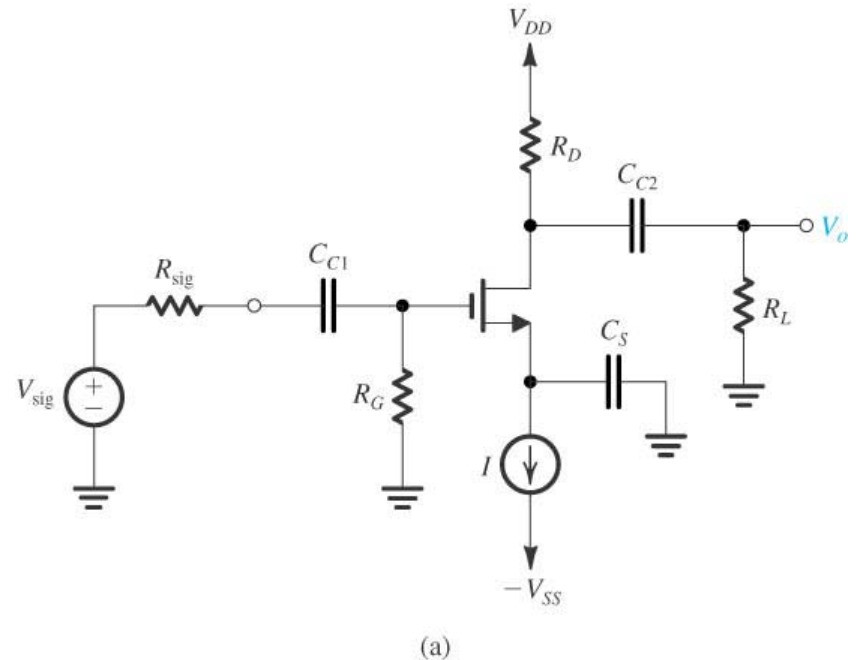 V_DD
R_D
C_C2
V_o
C_C1
R_sig
R_L
C_S
V_sig
+
−
R_G
I
−V_SS
(a)